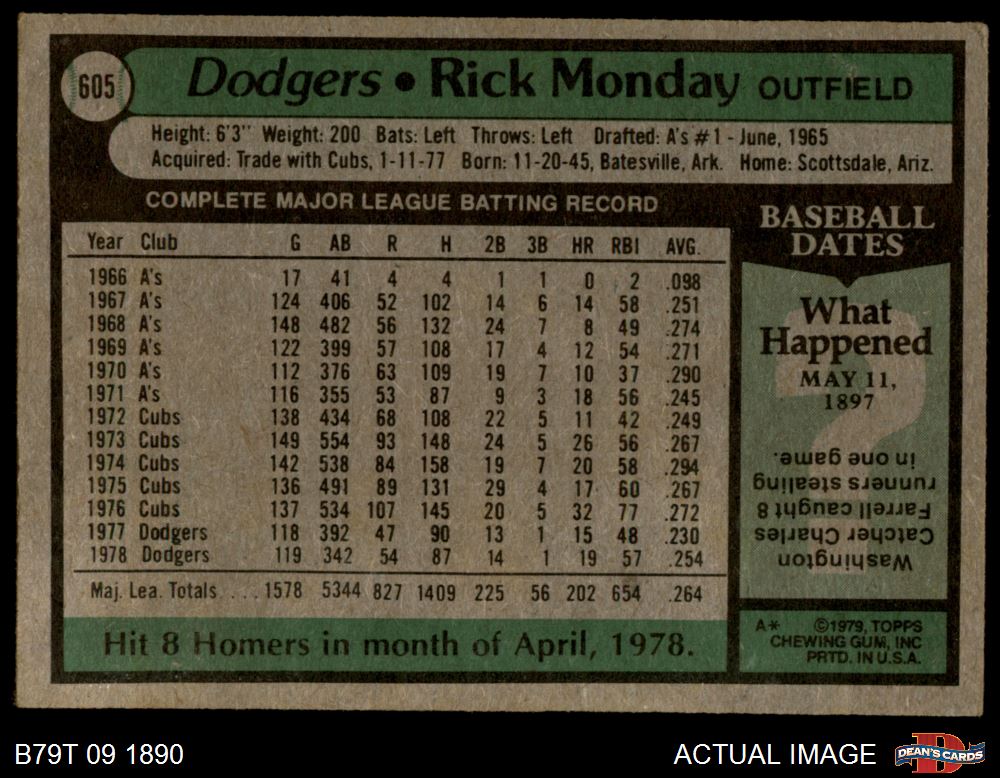 605
Dodgers • Rick Monday OUTFIELD
Height: 6'3" Weight: 200 Bats: Left Throws: Left Drafted: A's #1 - June, 1965
Acquired: Trade with Cubs, 1-11-77 Born: 11-20-45, Batesville, Ark. Home: Scottsdale, Ariz.
COMPLETE MAJOR LEAGUE BATTING RECORD
Year Club G AB R H 2B 3B HR RBI AVG.
1966 A's 17 41 4 4 1 1 0 2 .098
1967 A's 124 406 52 102 14 6 14 58 .251
1968 A's 148 482 56 132 24 7 8 49 .274
1969 A's 122 399 57 108 17 4 12 54 .271
1970 A's 112 376 63 109 19 7 10 37 .290
1971 A's 116 355 53 87 9 3 18 56 .245
1972 Cubs 138 434 68 108 22 5 11 42 .249
1973 Cubs 149 554 93 148 24 5 26 56 .267
1974 Cubs 142 538 84 158 19 7 20 58 .294
1975 Cubs 136 491 89 131 29 4 17 60 .267
1976 Cubs 137 534 107 145 20 5 32 77 .272
1977 Dodgers 118 392 47 90 13 1 15 48 .230
1978 Dodgers 119 342 54 87 14 1 19 57 .254
Maj. Lea. Totals . . . . 1578 5344 827 1409 225 56 202 654 .264
Hit 8 Homers in month of April, 1978.
BASEBALL
DATES
What
Happened
MAY 11,
1897
?
Washington
Catcher Charles
Farrell caught 8
runners stealing
in one game.
A* ©1979, TOPPS
CHEWING GUM, INC
PRTD. IN U.S.A.
B79T 09 1890
ACTUAL IMAGE
DEAN'S CARDS